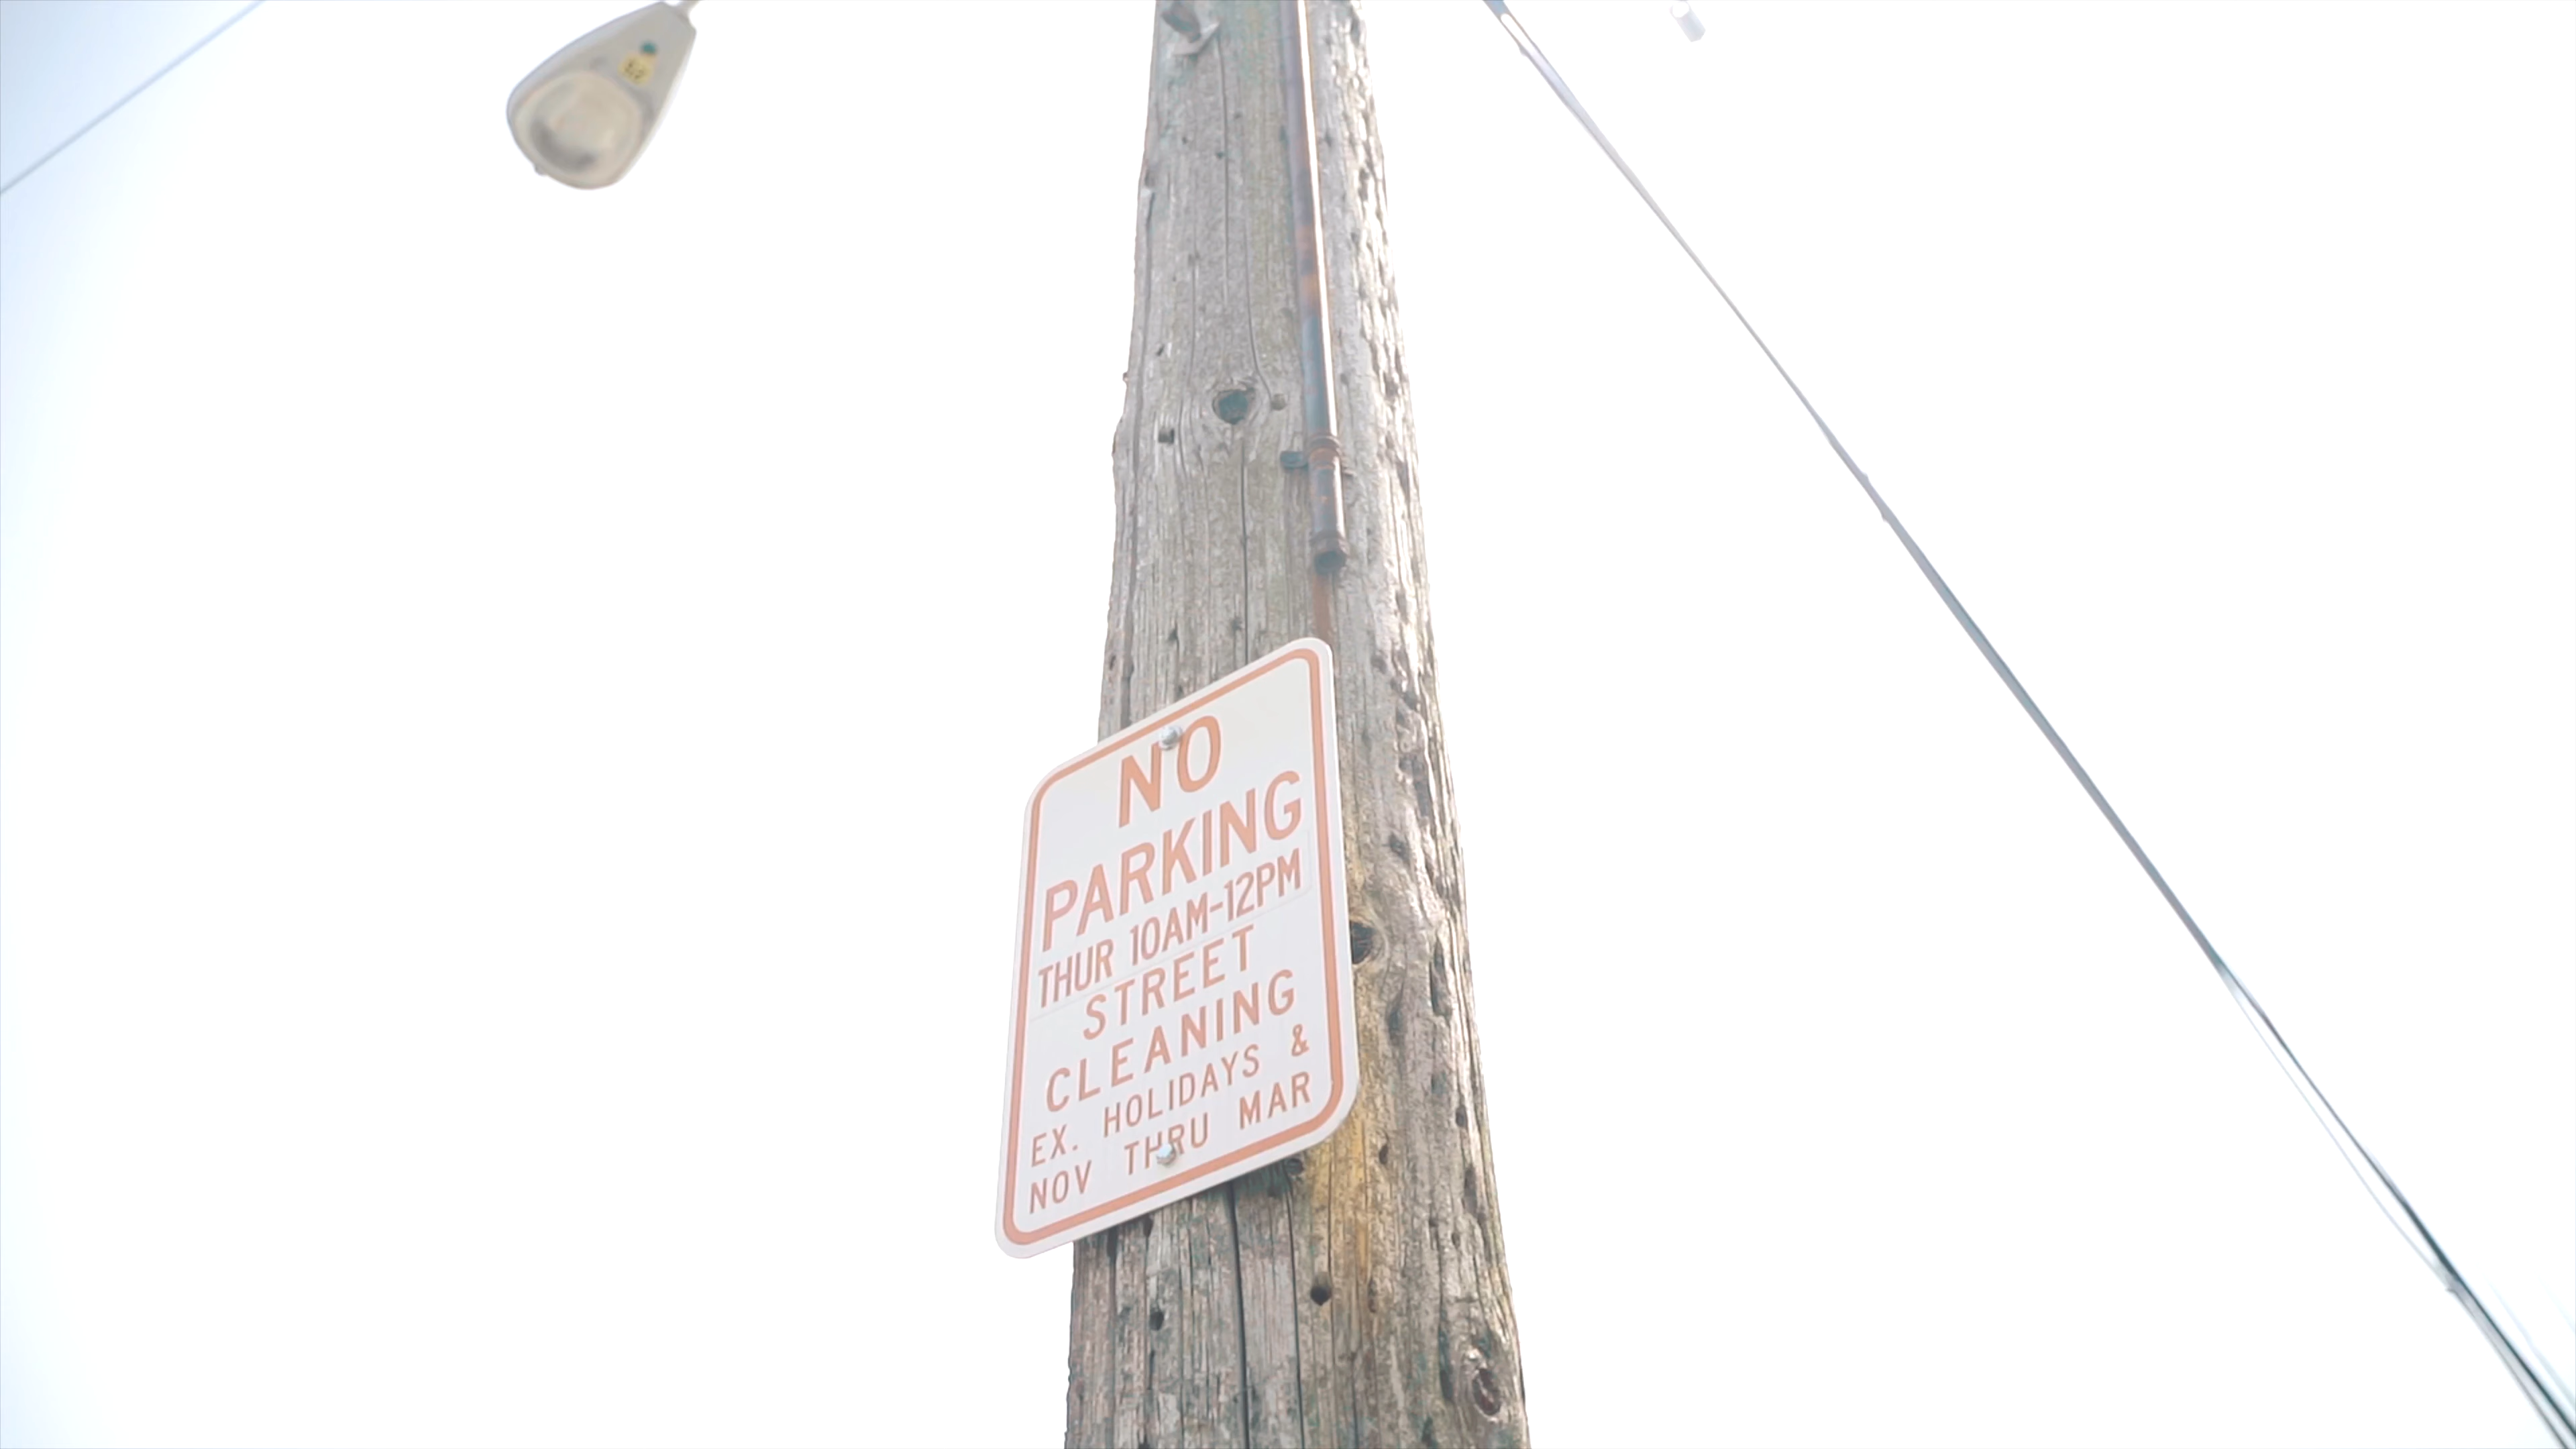 NO
PARKING
THUR 10AM-12PM
STREET
CLEANING
EX. HOLIDAYS &
NOV THRU MAR